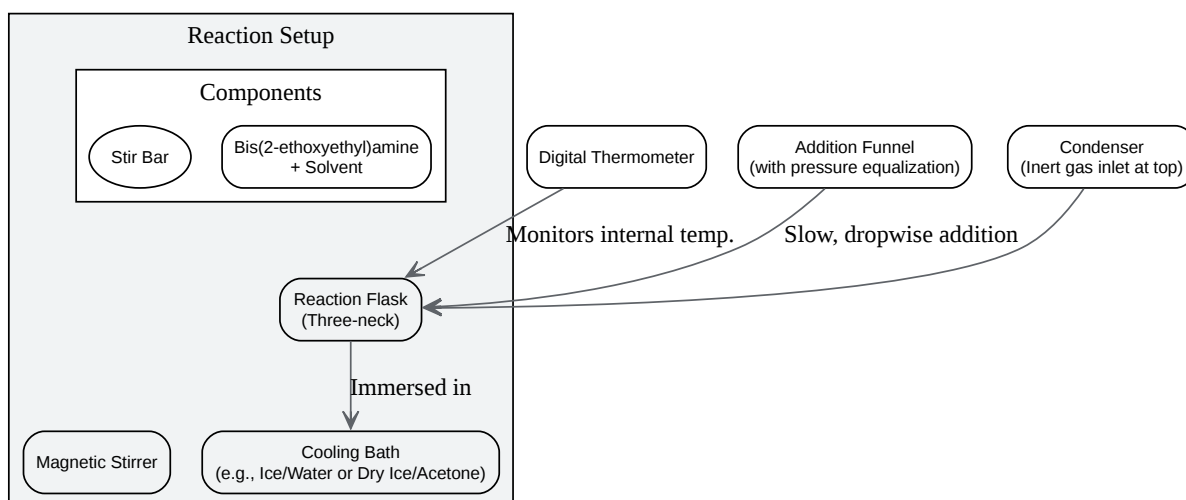 Reaction Setup
Components
Stir Bar
Bis(2-ethoxyethyl)amine
+ Solvent
Digital Thermometer
Addition Funnel
(with pressure equalization)
Condenser
(Inert gas inlet at top)
Monitors internal temp.
Slow, dropwise addition
Reaction Flask
(Three-neck)
Immersed in
Magnetic Stirrer
Cooling Bath
(e.g., Ice/Water or Dry Ice/Acetone)